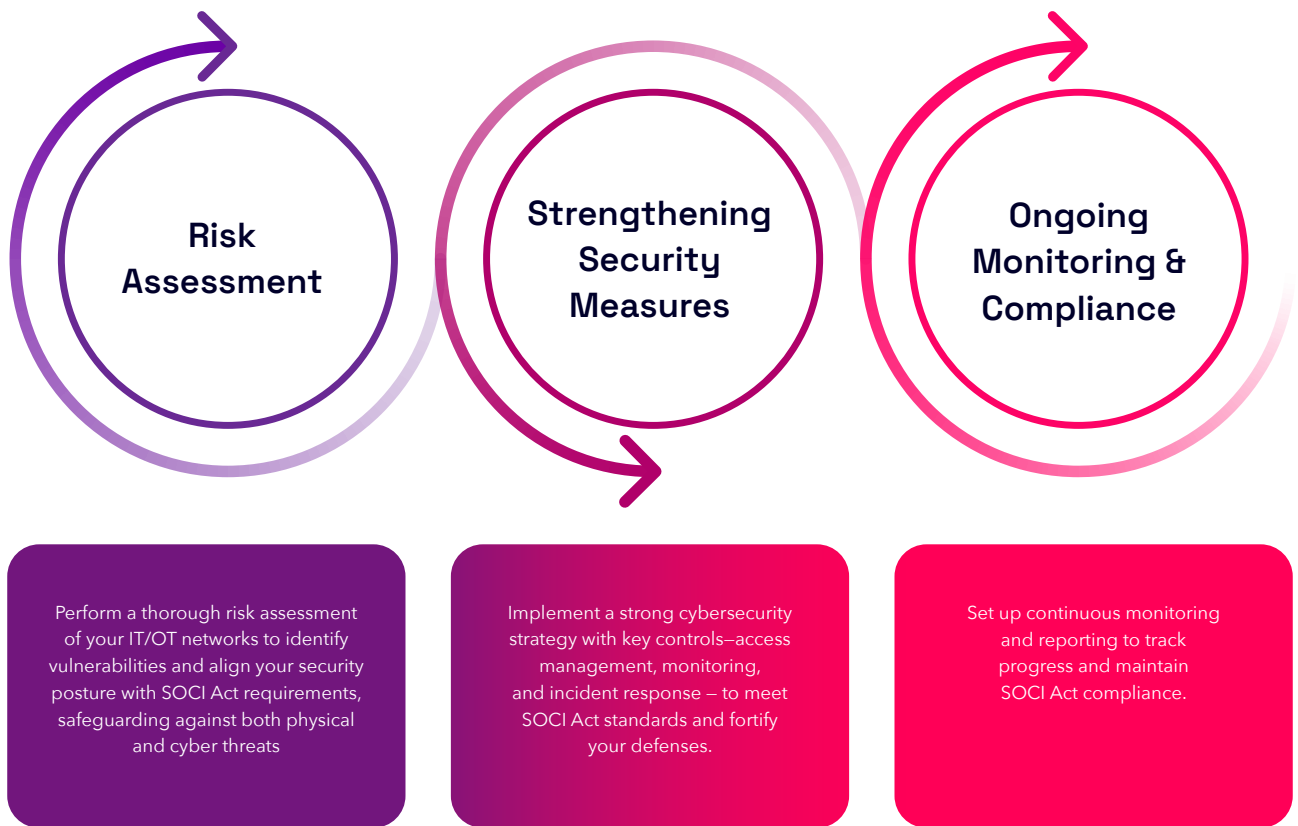 Risk
Assessment
Strengthening
Security
Measures
Ongoing
Monitoring &
Compliance
Perform a thorough risk assessment
of your IT/OT networks to identify
vulnerabilities and align your security
posture with SOCI Act requirements,
safeguarding against both physical
and cyber threats
Implement a strong cybersecurity
strategy with key controls—access
management, monitoring,
and incident response – to meet
SOCI Act standards and fortify
your defenses.
Set up continuous monitoring
and reporting to track
progress and maintain
SOCI Act compliance.